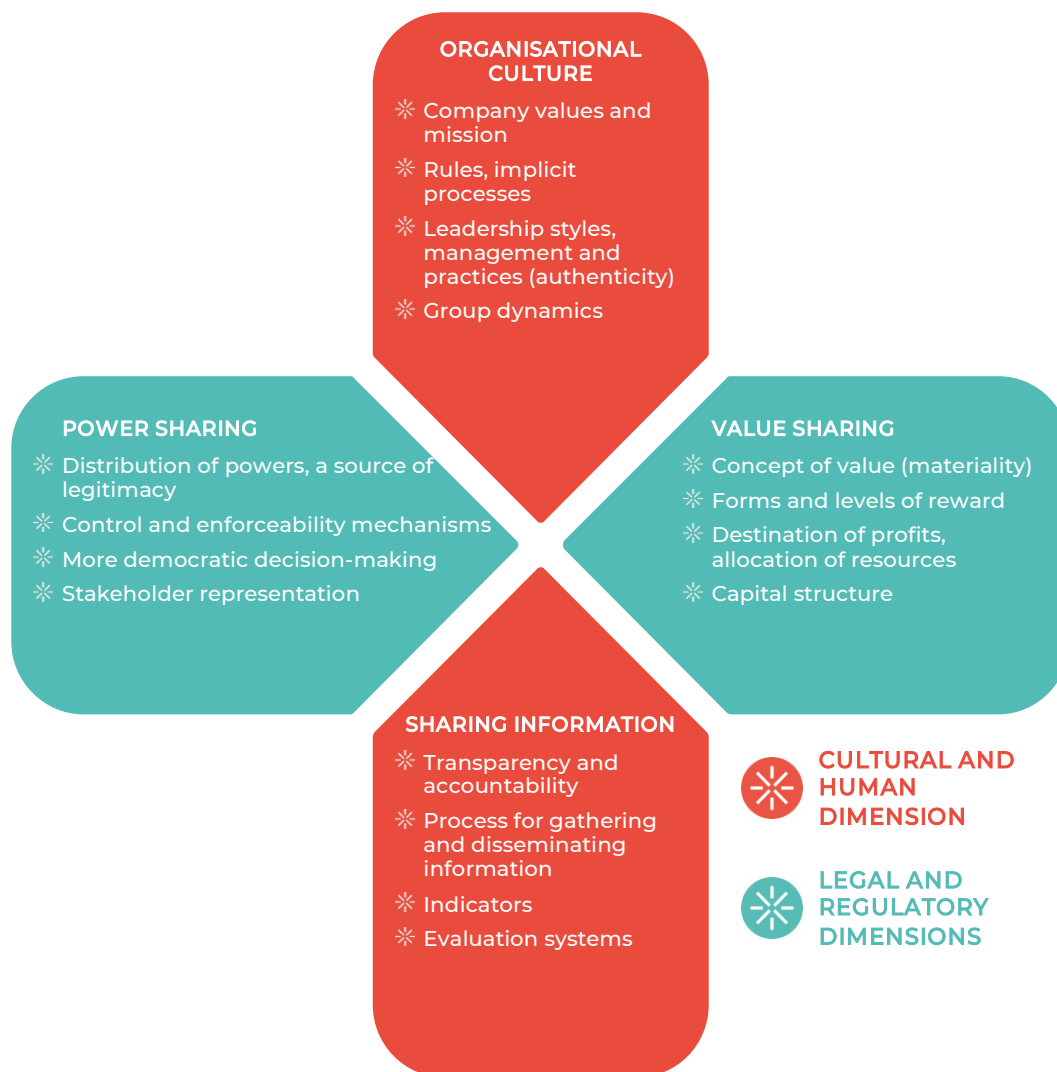 ORGANISATIONAL
CULTURE
Company values and
mission
Rules, implicit
processes
Leadership styles,
management and
practices (authenticity)
Group dynamics
POWER SHARING
Distribution of powers, a source of
legitimacy
Control and enforceability mechanisms
More democratic decision-making
Stakeholder representation
VALUE SHARING
Concept of value (materiality)
Forms and levels of reward
Destination of profits,
allocation of resources
Capital structure
SHARING INFORMATION
Transparency and
accountability
Process for gathering
and disseminating
information
Indicators
Evaluation systems
CULTURAL AND
HUMAN
DIMENSION
LEGAL AND
REGULATORY
DIMENSIONS